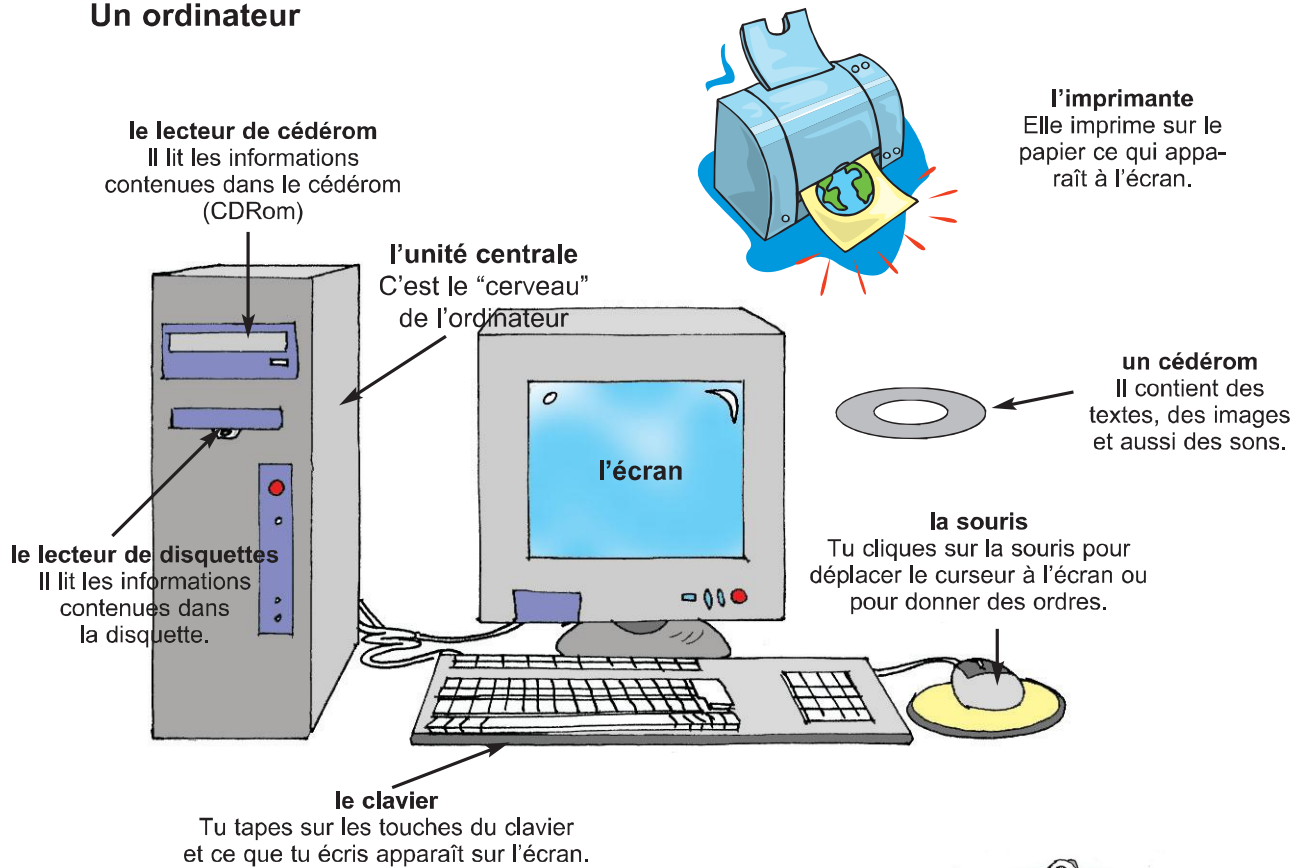 Un ordinateur
l'imprimante
Elle imprime sur le
papier ce qui appa-
raît à l'écran.
le lecteur de cédérom
Il lit les informations
contenues dans le cédérom
(CDRom)
l'unité centrale
C'est le “cerveau”
de l'ordinateur
un cédérom
Il contient des
textes, des images
et aussi des sons.
l'écran
le lecteur de disquettes
Il lit les informations
contenues dans
la disquette.
la souris
Tu cliques sur la souris pour
déplacer le curseur à l'écran ou
pour donner des ordres.
le clavier
Tu tapes sur les touches du clavier
et ce que tu écris apparaît sur l'écran.